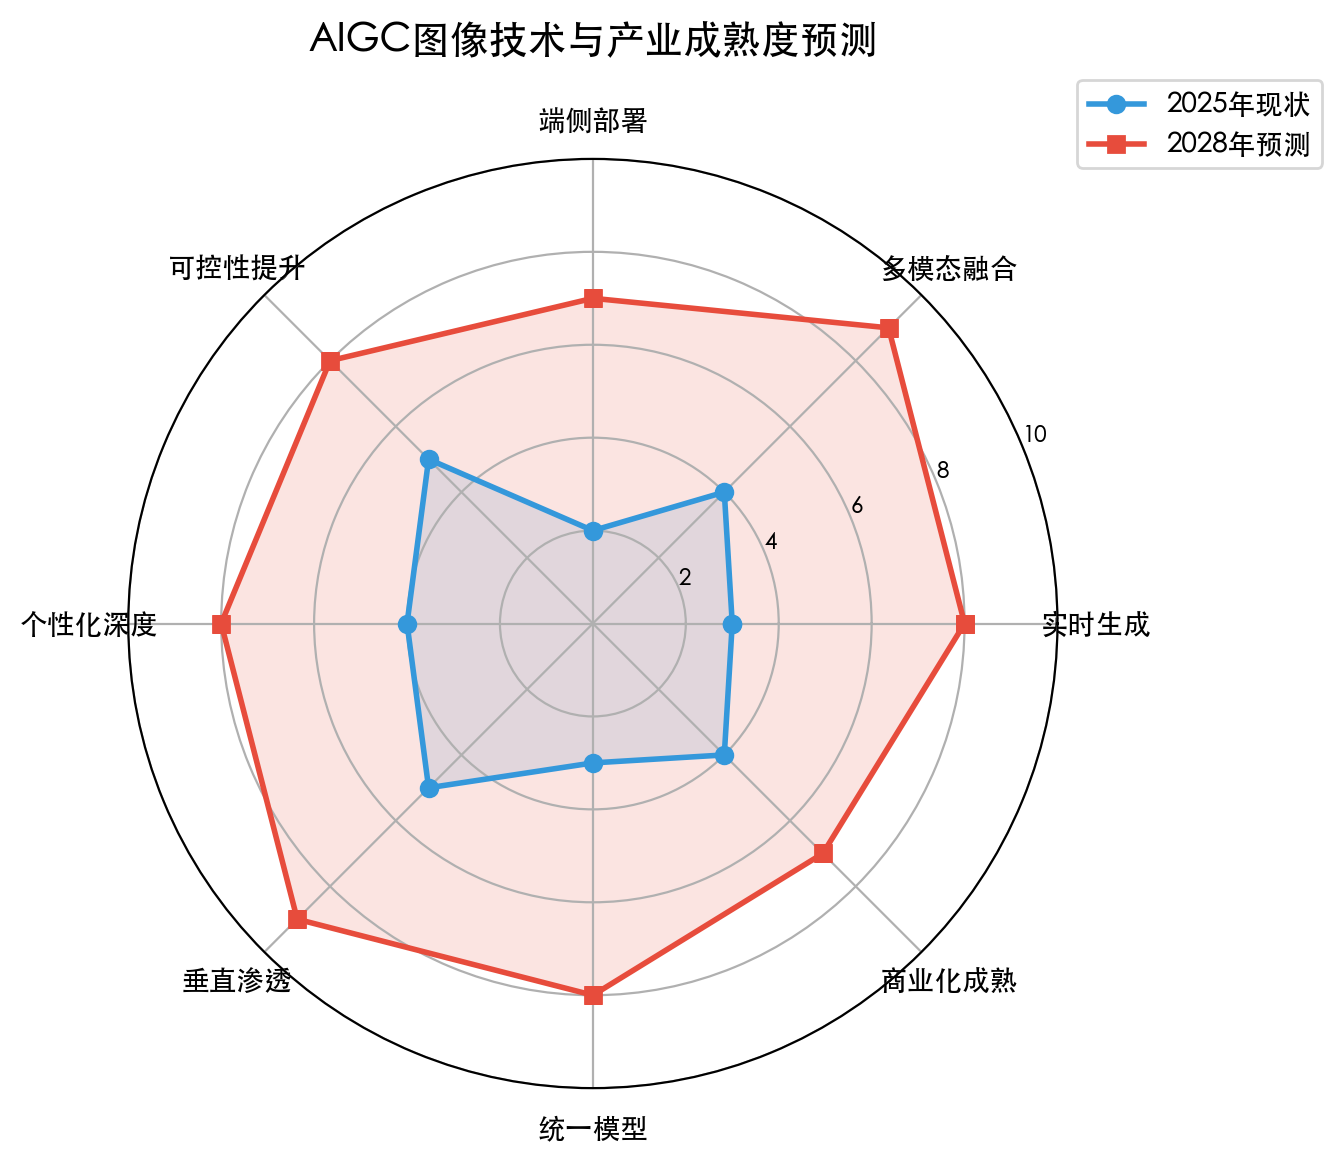 AIGC图像技术与产业成熟度预测
2025年现状
2028年预测
端侧部署
可控性提升
多模态融合
10
8
6
4
2
个性化深度
实时生成
垂直渗透
商业化成熟
统一模型